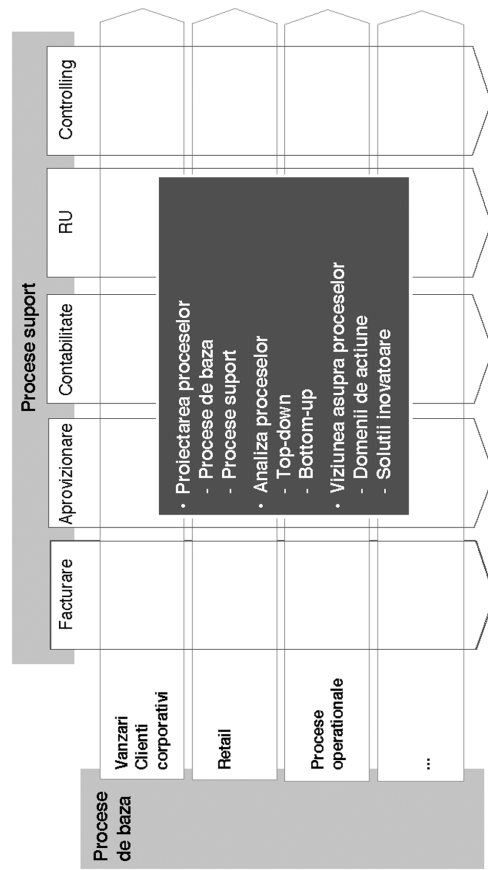 Procese suport
Facturare
Aprovizionare
Contabilitate
RU
Controlling
Procese
de baza
Vanzari
Clienti
corporativi
Retail
Procese
operationale
...
• Proiectarea proceselor
- Procese de baza
- Procese suport
• Analiza proceselor
- Top-down
- Bottom-up
• Viziunea asupra proceselor
- Domenii de actiune
- Solutii inovatoare